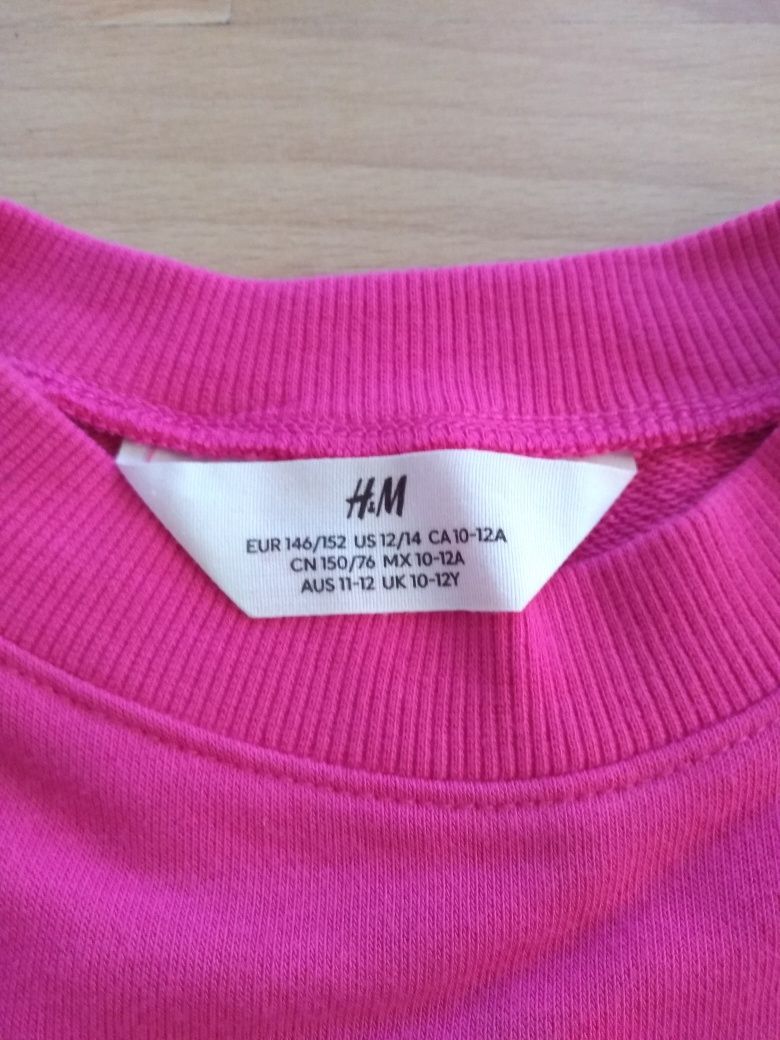 H&M
EUR 146/152 US 12/14 CA 10-12A
CN 150/76 MX 10-12A
AUS 11-12 UK 10-12Y